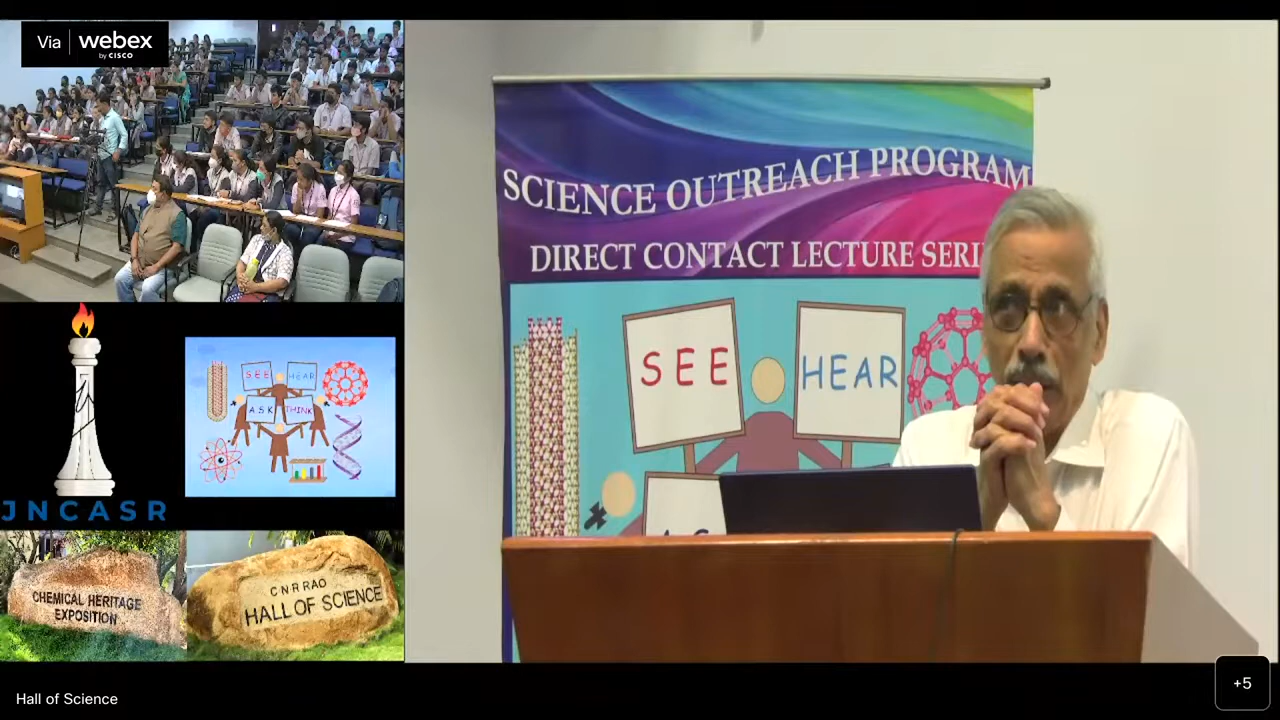 Via webex
by CISCO
SCIENCE OUTREACH PROGRAM
DIRECT CONTACT LECTURE SERI
SEE
HEAR
SEE
HEAR
ASK
THINK
JNCASR
CHEMICAL HERITAGE
EXPOSITION
CNR RAO
HALL OF SCIENCE
Hall of Science
+5